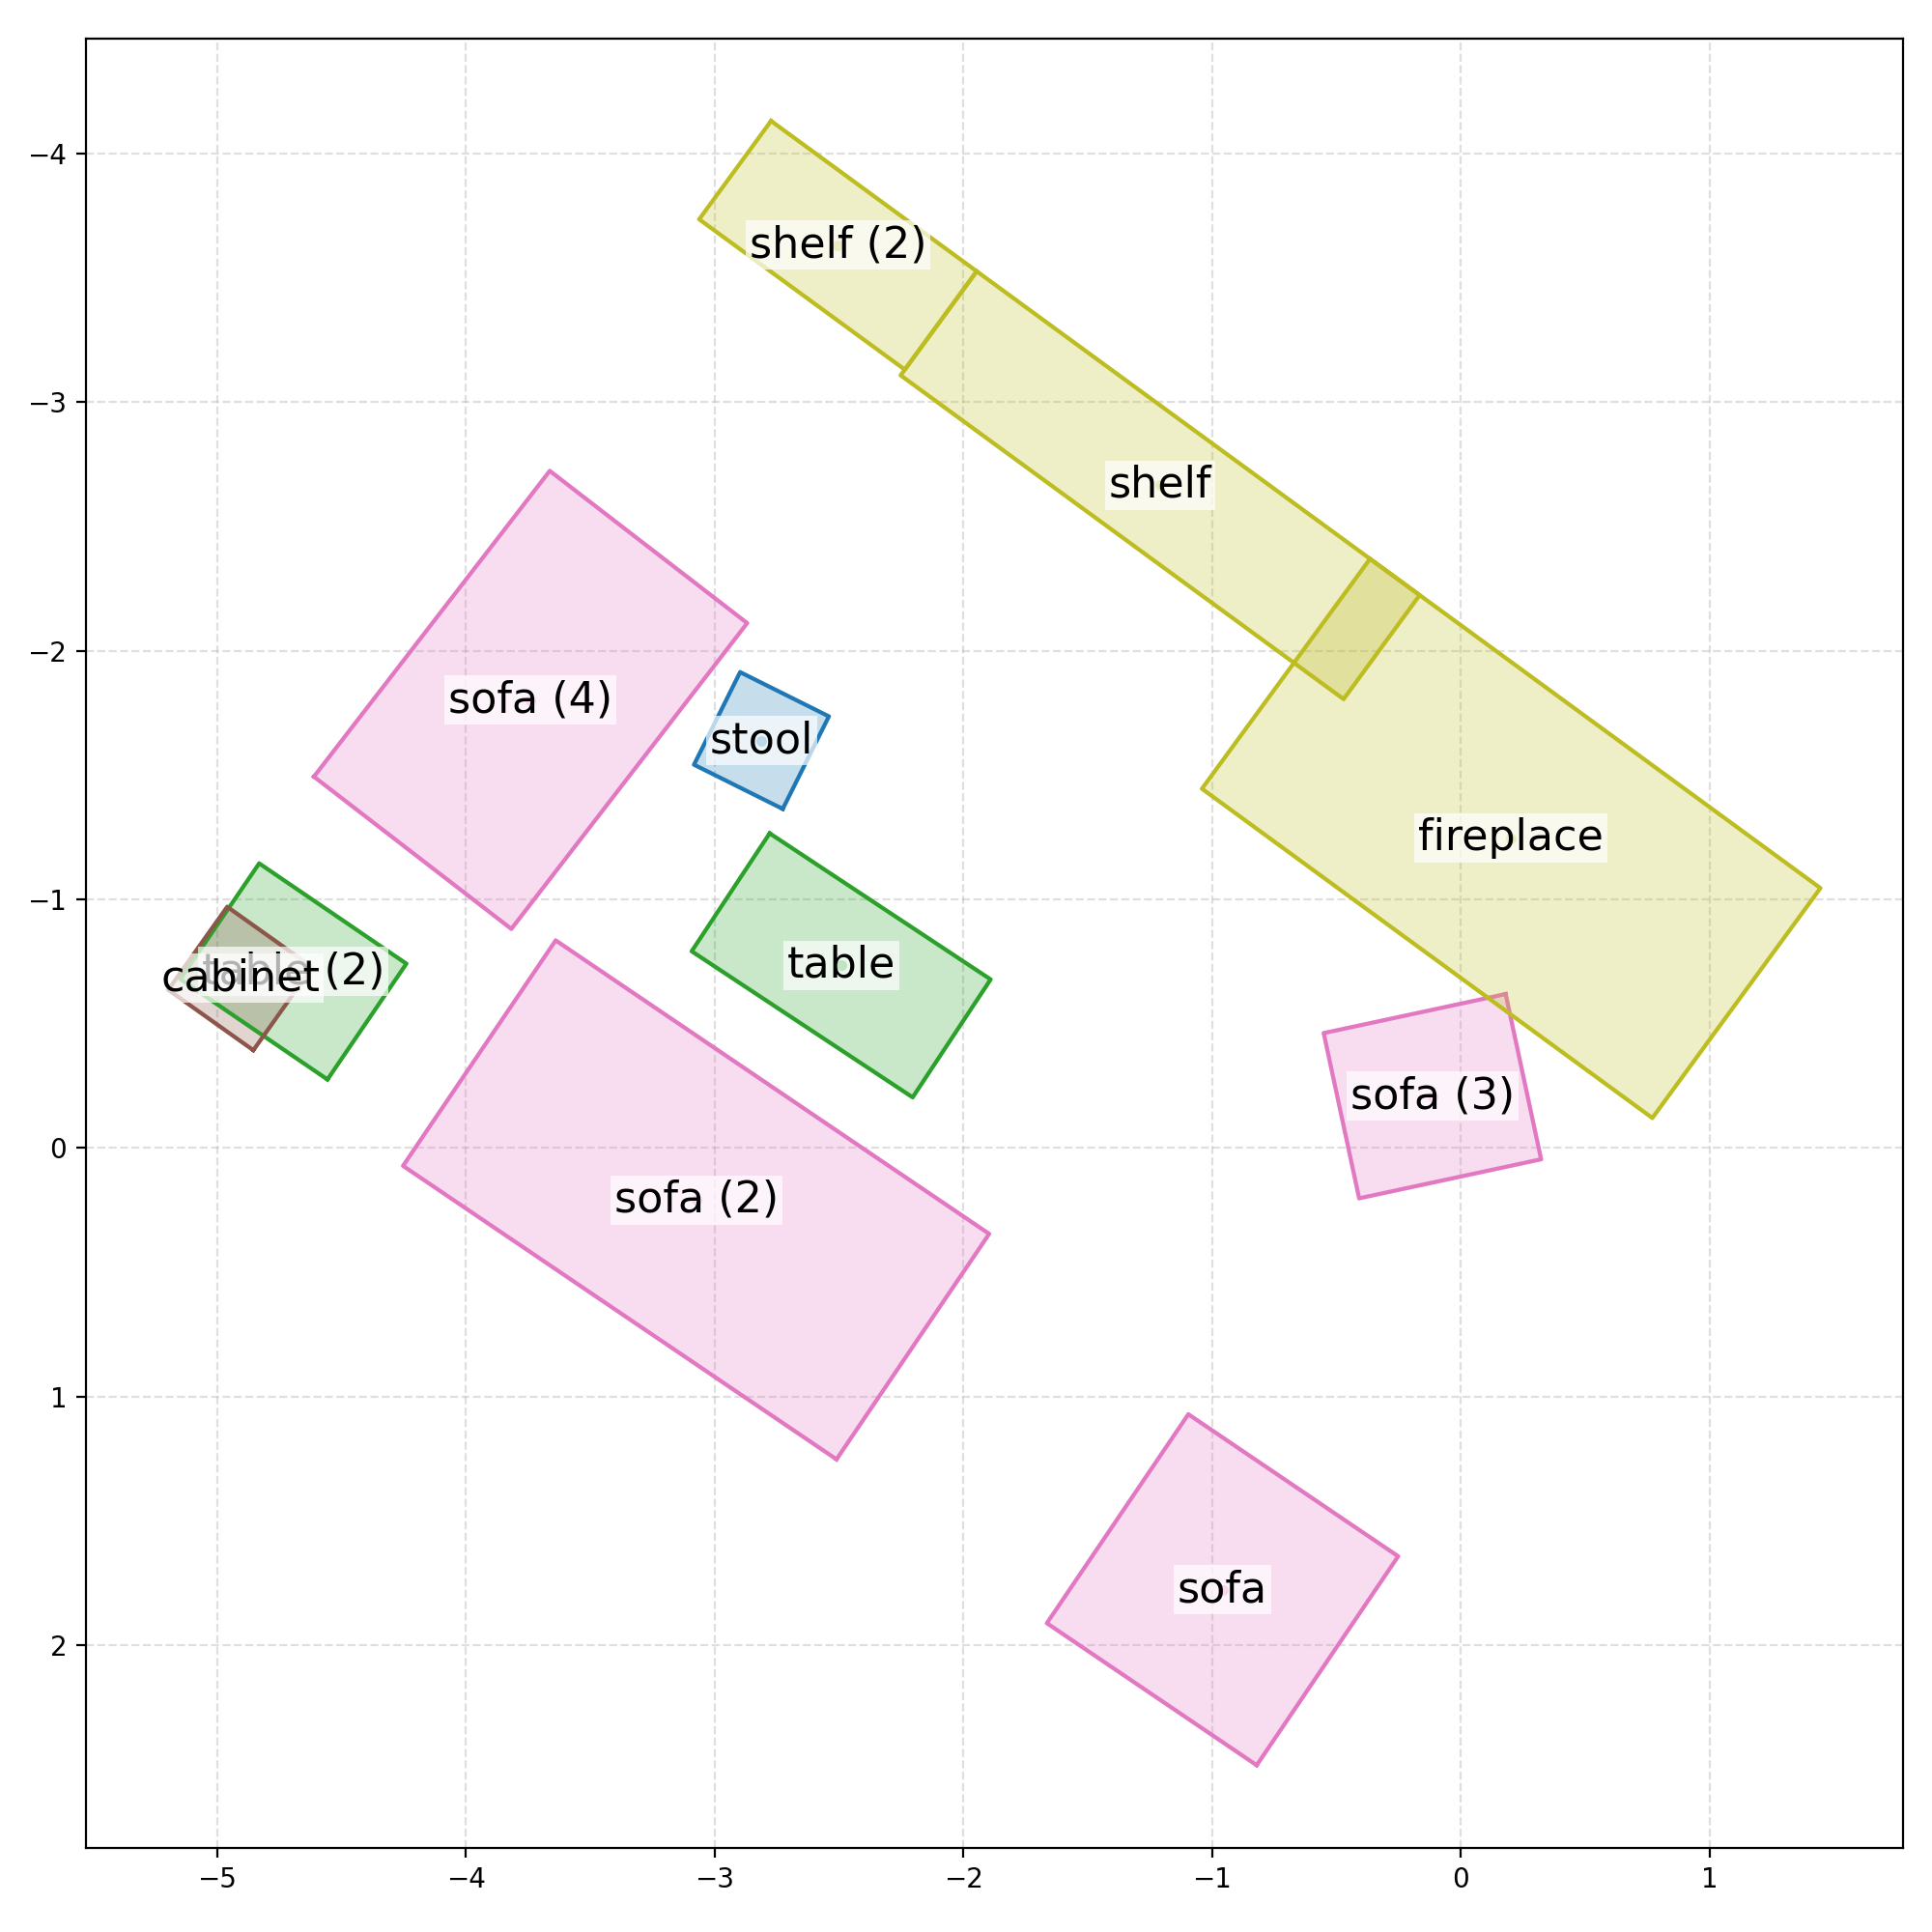 −4
−3
−2
−1
0
1
2
shelf (2)
shelf
sofa (4)
stool
fireplace
table
table (2)
cabinet
sofa (3)
sofa (2)
sofa
−5
−4
−3
−2
−1
0
1